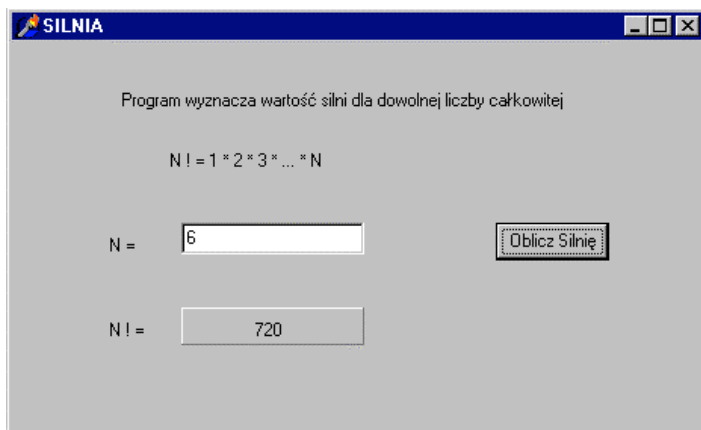 SILNIA
Program wyznacza wartość silni dla dowolnej liczby całkowitej
N ! = 1 * 2 * 3 * ... * N
N = 6 Oblicz Silnię
N ! = 720